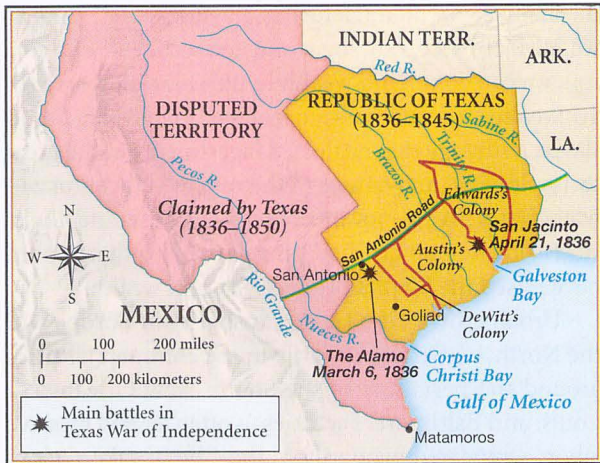 INDIAN TERR.
ARK.
Red R.
DISPUTED
TERRITORY
REPUBLIC OF TEXAS
(1836–1845)
Sabine R.
LA.
Pecos R.
Brazos R.
Trinity R.
Claimed by Texas
(1836–1850)
Edwards's
Colony
San Antonio Road
San Jacinto
April 21, 1836
Austin's
Colony
N
W
E
S
San Antonio
Galveston
Bay
MEXICO
Rio Grande
Goliad
DeWitt's
Colony
Nueces R.
0 100 200 miles
0 100 200 kilometers
The Alamo
March 6, 1836
Corpus
Christi Bay
Gulf of Mexico
Main battles in
Texas War of Independence
Matamoros